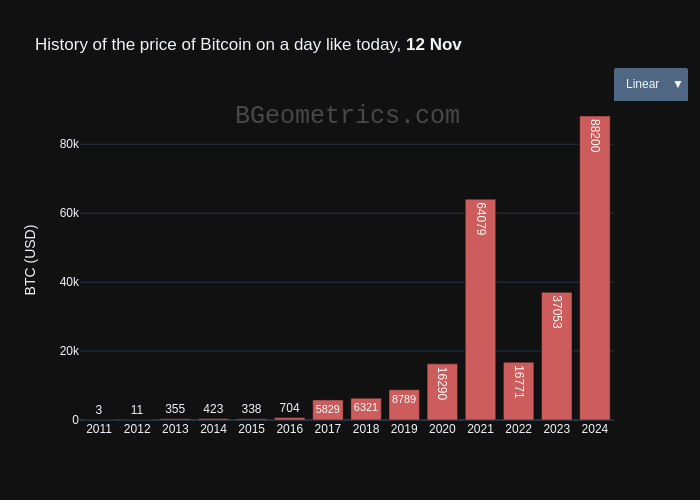 History of the price of Bitcoin on a day like today, 12 Nov
Linear ▼
BGeometrics.com
BTC (USD)
80k
60k
40k
20k
0
3
11
355
423
338
704
5829
6321
8789
16290
64079
16771
37053
88200
2011 2012 2013 2014 2015 2016 2017 2018 2019 2020 2021 2022 2023 2024